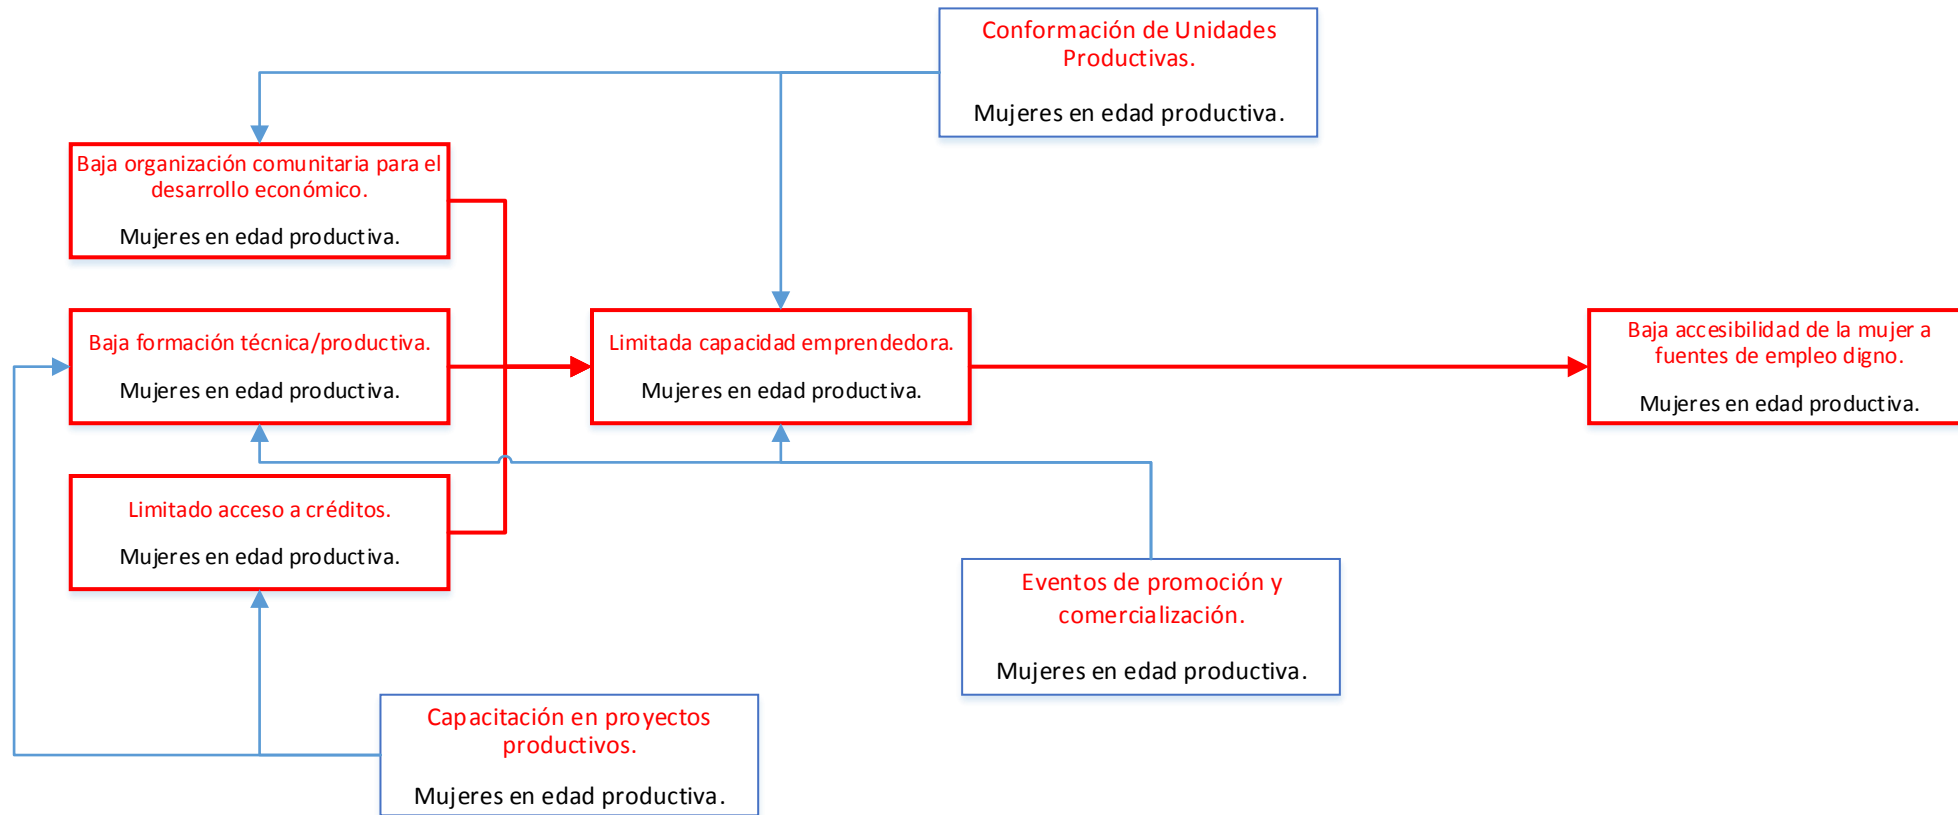 Conformación de Unidades
Productivas.
Mujeres en edad productiva.
Baja organización comunitaria para el
desarrollo económico.
Mujeres en edad productiva.
Baja formación técnica/productiva.
Mujeres en edad productiva.
Limitada capacidad emprendedora.
Mujeres en edad productiva.
Baja accesibilidad de la mujer a
fuentes de empleo digno.
Mujeres en edad productiva.
Limitado acceso a créditos.
Mujeres en edad productiva.
Eventos de promoción y
comercialización.
Mujeres en edad productiva.
Capacitación en proyectos
productivos.
Mujeres en edad productiva.